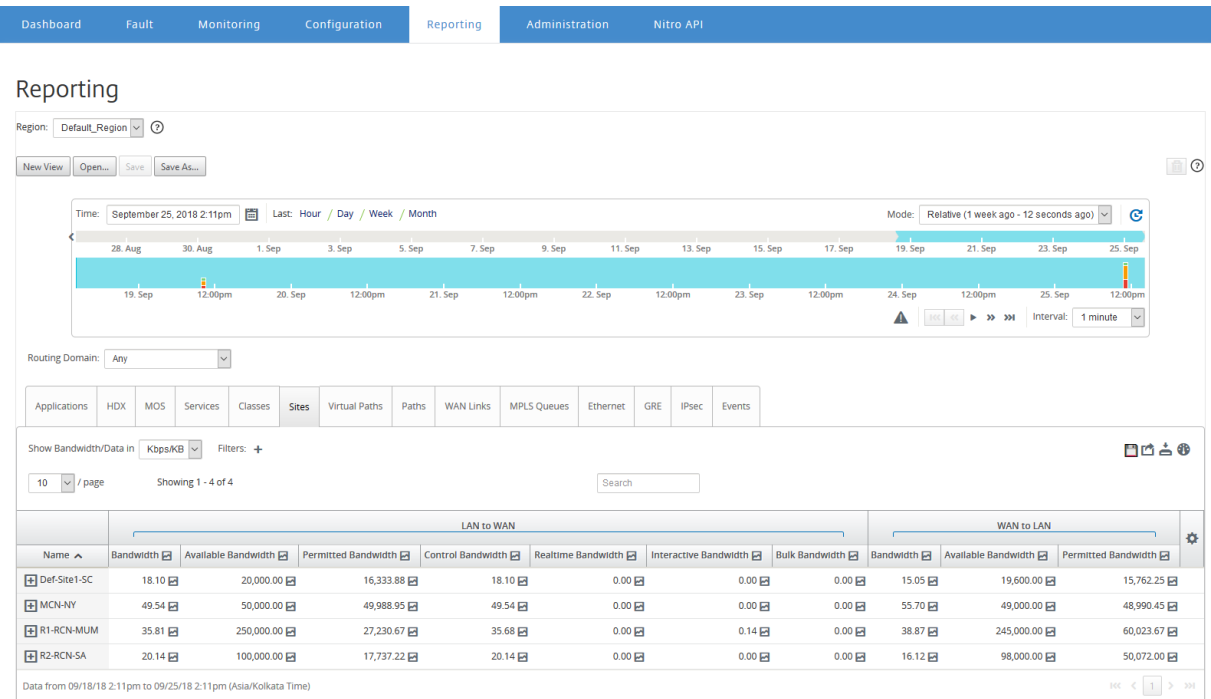 Dashboard Fault Monitoring Configuration Reporting Administration Nitro API
Reporting
Region: Default_Region
New View Open... Save Save As...
Time: September 25, 2018 2:11pm Last: Hour / Day / Week / Month Mode: Relative (1 week ago - 12 seconds ago)
28. Aug 30. Aug 1. Sep 3. Sep 5. Sep 7. Sep 9. Sep 11. Sep 13. Sep 15. Sep 17. Sep 19. Sep 21. Sep 23. Sep 25. Sep
19. Sep 12:00pm 20. Sep 12:00pm 21. Sep 12:00pm 22. Sep 12:00pm 23. Sep 12:00pm 24. Sep 12:00pm 25. Sep 12:00pm
Interval: 1 minute
Routing Domain: Any
Applications HDX MOS Services Classes Sites Virtual Paths Paths WAN Links MPLS Queues Ethernet GRE IPsec Events
Show Bandwidth/Data in Kbps/KB Filters: +
10 / page Showing 1 - 4 of 4 Search
LAN to WAN WAN to LAN
Name Bandwidth Available Bandwidth Permitted Bandwidth Control Bandwidth Realtime Bandwidth Interactive Bandwidth Bulk Bandwidth Bandwidth Available Bandwidth Permitted Bandwidth
Def-Site1-SC 18.10 20,000.00 16,333.88 18.10 0.00 0.00 0.00 15.05 19,600.00 15,762.25
MCN-NY 49.54 50,000.00 49,988.95 49.54 0.00 0.00 0.00 55.70 49,000.00 48,990.45
R1-RCN-MUM 35.81 250,000.00 27,230.67 35.68 0.00 0.14 0.00 38.87 245,000.00 60,023.67
R2-RCN-SA 20.14 100,000.00 17,737.22 20.14 0.00 0.00 0.00 16.12 98,000.00 50,072.00
Data from 09/18/18 2:11pm to 09/25/18 2:11pm (Asia/Kolkata Time) 1